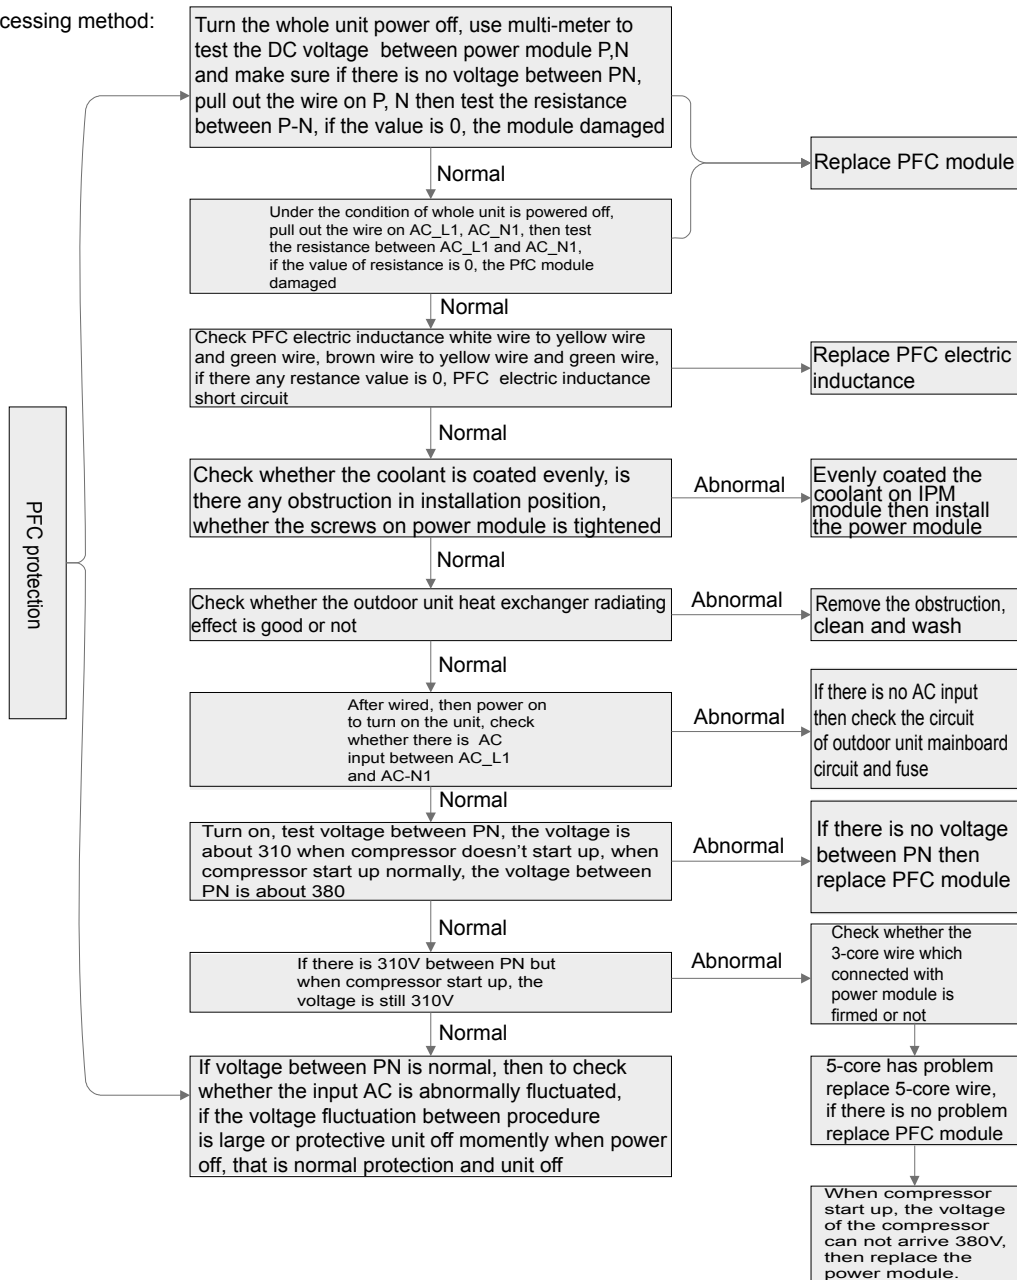 cessing method:
Turn the whole unit power off, use multi-meter to
test the DC voltage between power module P,N
and make sure if there is no voltage between PN,
pull out the wire on P, N then test the resistance
between P-N, if the value is 0, the module damaged
Replace PFC module
Normal
Under the condition of whole unit is powered off,
pull out the wire on AC_L1, AC_N1, then test
the resistance between AC_L1 and AC_N1,
if the value of resistance is 0, the PfC module
damaged
Normal
Check PFC electric inductance white wire to yellow wire
and green wire, brown wire to yellow wire and green wire,
if there any restance value is 0, PFC electric inductance
short circuit
Replace PFC electric
inductance
Normal
PFC protection
Check whether the coolant is coated evenly, is
there any obstruction in installation position,
whether the screws on power module is tightened
Abnormal
Evenly coated the
coolant on IPM
module then install
the power module
Normal
Check whether the outdoor unit heat exchanger radiating
effect is good or not
Abnormal
Remove the obstruction,
clean and wash
Normal
After wired, then power on
to turn on the unit, check
whether there is AC
input between AC_L1
and AC-N1
Abnormal
If there is no AC input
then check the circuit
of outdoor unit mainboard
circuit and fuse
Normal
Turn on, test voltage between PN, the voltage is
about 310 when compressor doesn't start up, when
compressor start up normally, the voltage between
PN is about 380
Abnormal
If there is no voltage
between PN then
replace PFC module
Normal
If there is 310V between PN but
when compressor start up, the
voltage is still 310V
Abnormal
Check whether the
3-core wire which
connected with
power module is
firmed or not
Normal
If voltage between PN is normal, then to check
whether the input AC is abnormally fluctuated,
if the voltage fluctuation between procedure
is large or protective unit off momently when power
off, that is normal protection and unit off
5-core has problem
replace 5-core wire,
if there is no problem
replace PFC module
When compressor
start up, the voltage
of the compressor
can not arrive 380V,
then replace the
power module.